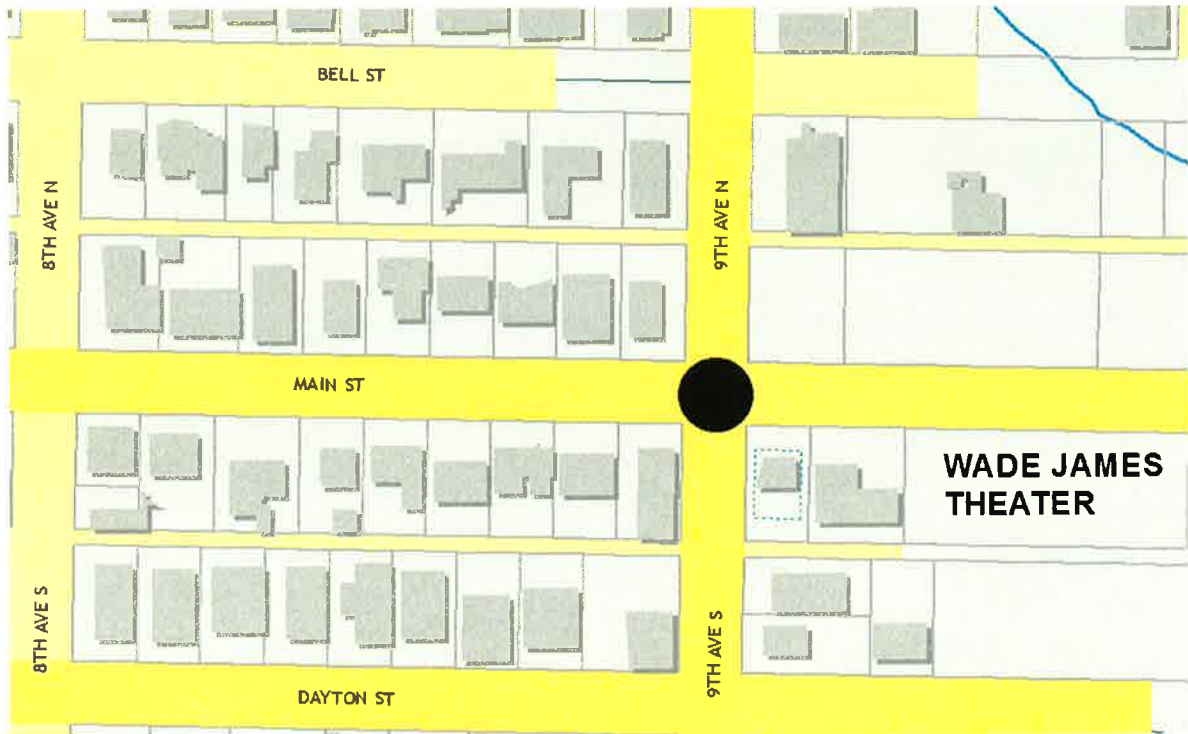 BELL ST
8TH AVE N
9TH AVE N
MAIN ST
WADE JAMES
THEATER
8TH AVE S
9TH AVE S
DAYTON ST